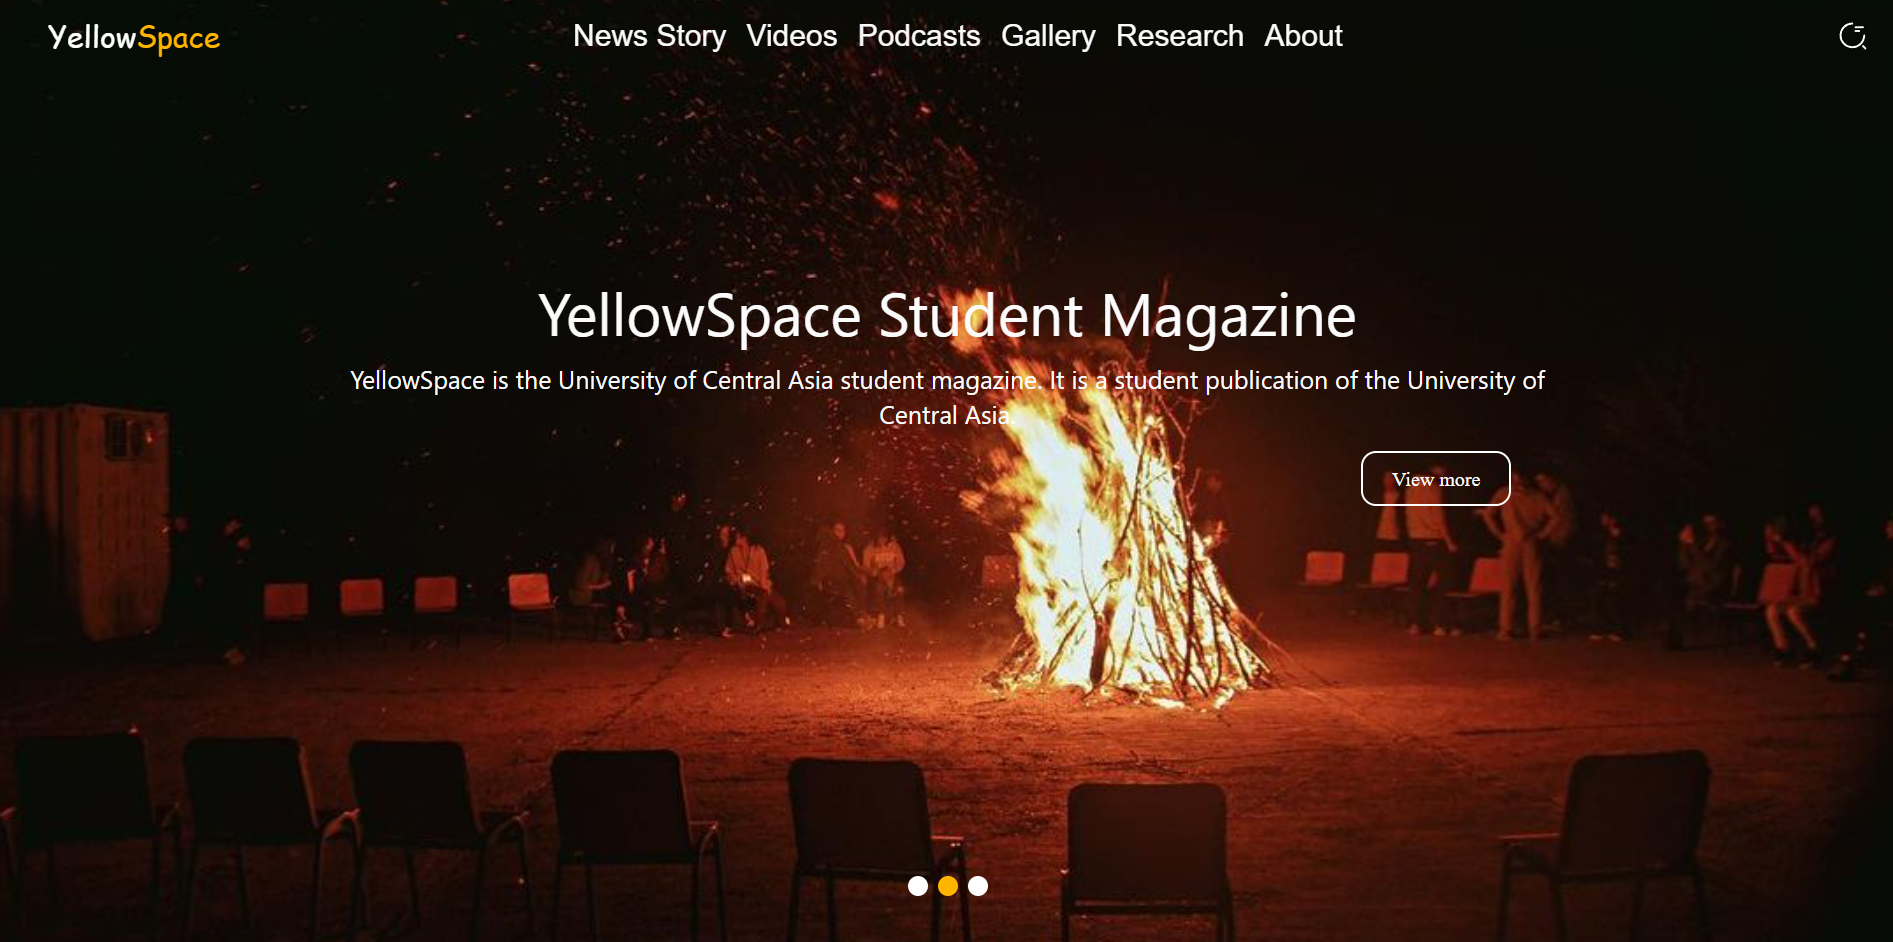 YellowSpace
News Story Videos Podcasts Gallery Research About
YellowSpace Student Magazine
YellowSpace is the University of Central Asia student magazine. It is a student publication of the University of
Central Asia.
View more